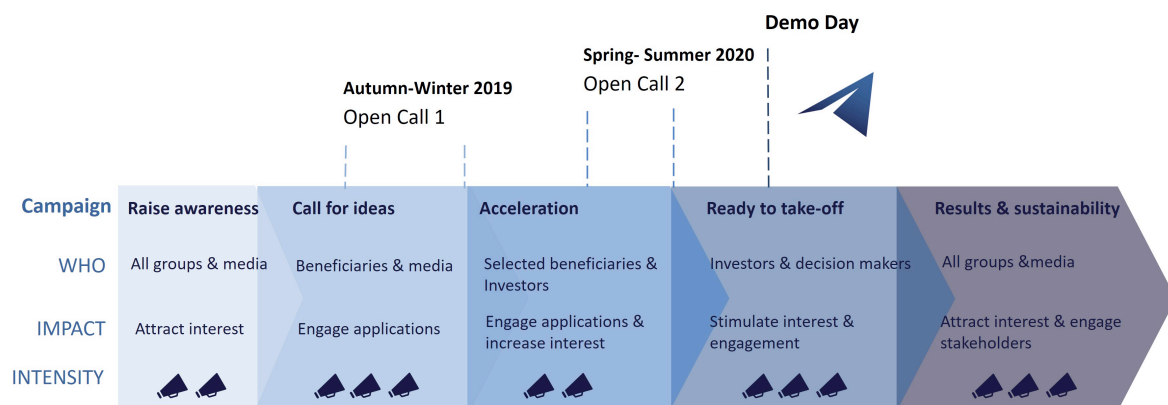 Demo Day
Spring- Summer 2020
Open Call 2
Autumn-Winter 2019
Open Call 1
Campaign
Raise awareness
Call for ideas
Acceleration
Ready to take-off
Results & sustainability
WHO
All groups & media
Beneficiaries & media
Selected beneficiaries &
Investors
Investors & decision makers
All groups &media
IMPACT
Attract interest
Engage applications
Engage applications &
increase interest
Stimulate interest &
engagement
Attract interest & engage
stakeholders
INTENSITY